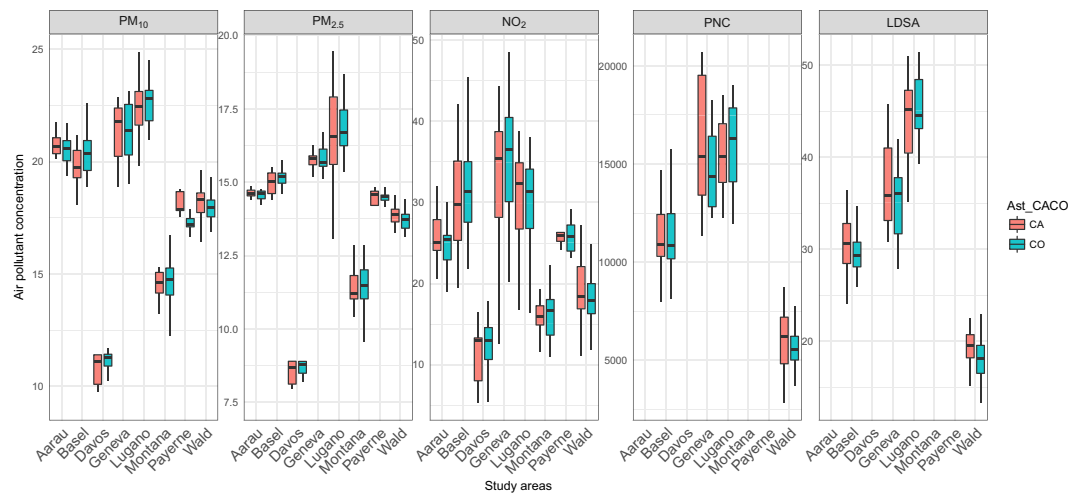 PM10 PM2.5 NO2 PNC LDSA
Air pollutant concentration
25
20
15
10
20.0
17.5
15.0
12.5
10.0
7.5
50
40
30
20
10
20000
15000
10000
5000
50
40
30
20
Aarau Basel Davos Geneva Lugano Montana Payerne Wald
Aarau Basel Davos Geneva Lugano Montana Payerne Wald
Aarau Basel Davos Geneva Lugano Montana Payerne Wald
Aarau Basel Davos Geneva Lugano Montana Payerne Wald
Aarau Basel Davos Geneva Lugano Montana Payerne Wald
Study areas
Ast_CACO
CA
CO